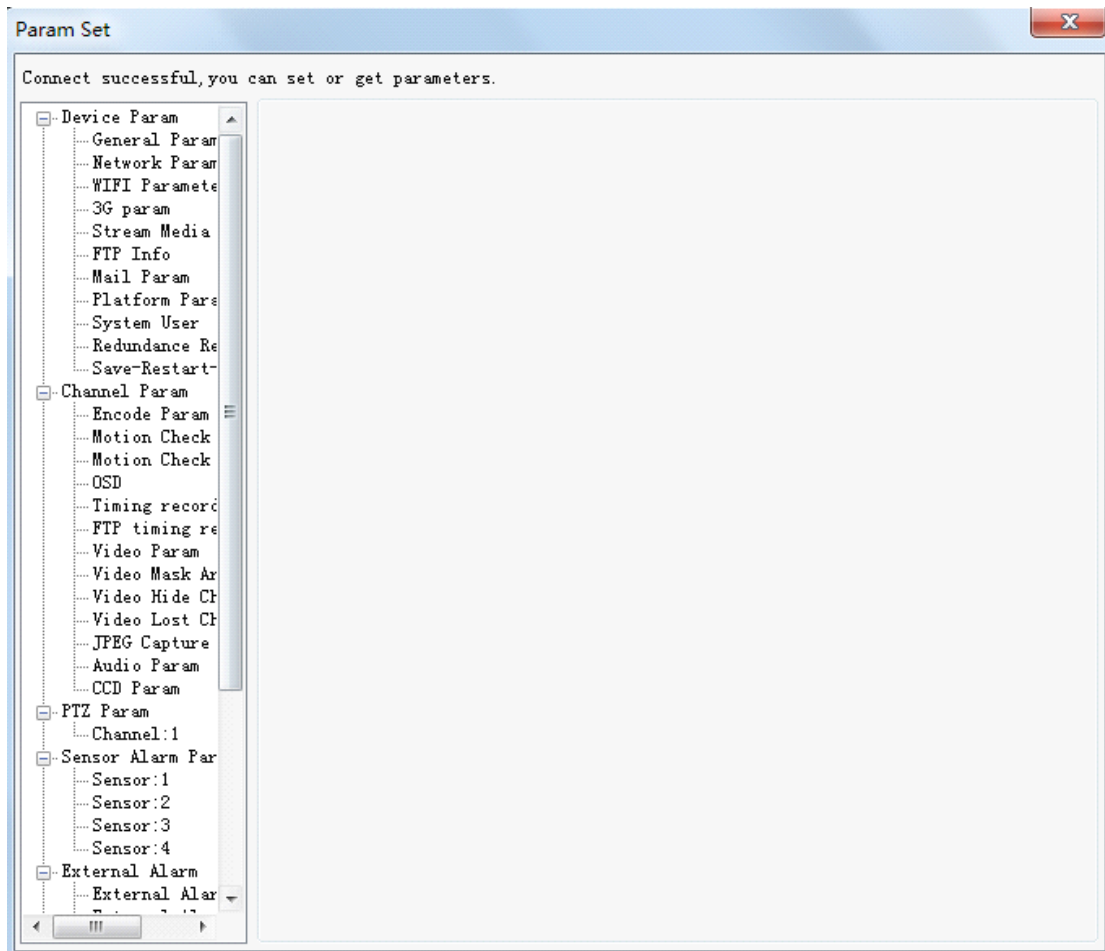 Param Set
X
Connect successful, you can set or get parameters.
Device Param
General Param
Network Param
WIFI Paramete
3G param
Stream Media
FTP Info
Mail Param
Platform Para
System User
Redundance Re
Save-Restart-
Channel Param
Encode Param
Motion Check
Motion Check
OSD
Timing record
FTP timing re
Video Param
Video Mask Ar
Video Hide Ch
Video Lost Ch
JPEG Capture
Audio Param
CCD Param
PTZ Param
Channel:1
Sensor Alarm Par
Sensor:1
Sensor:2
Sensor:3
Sensor:4
External Alarm
External Alar